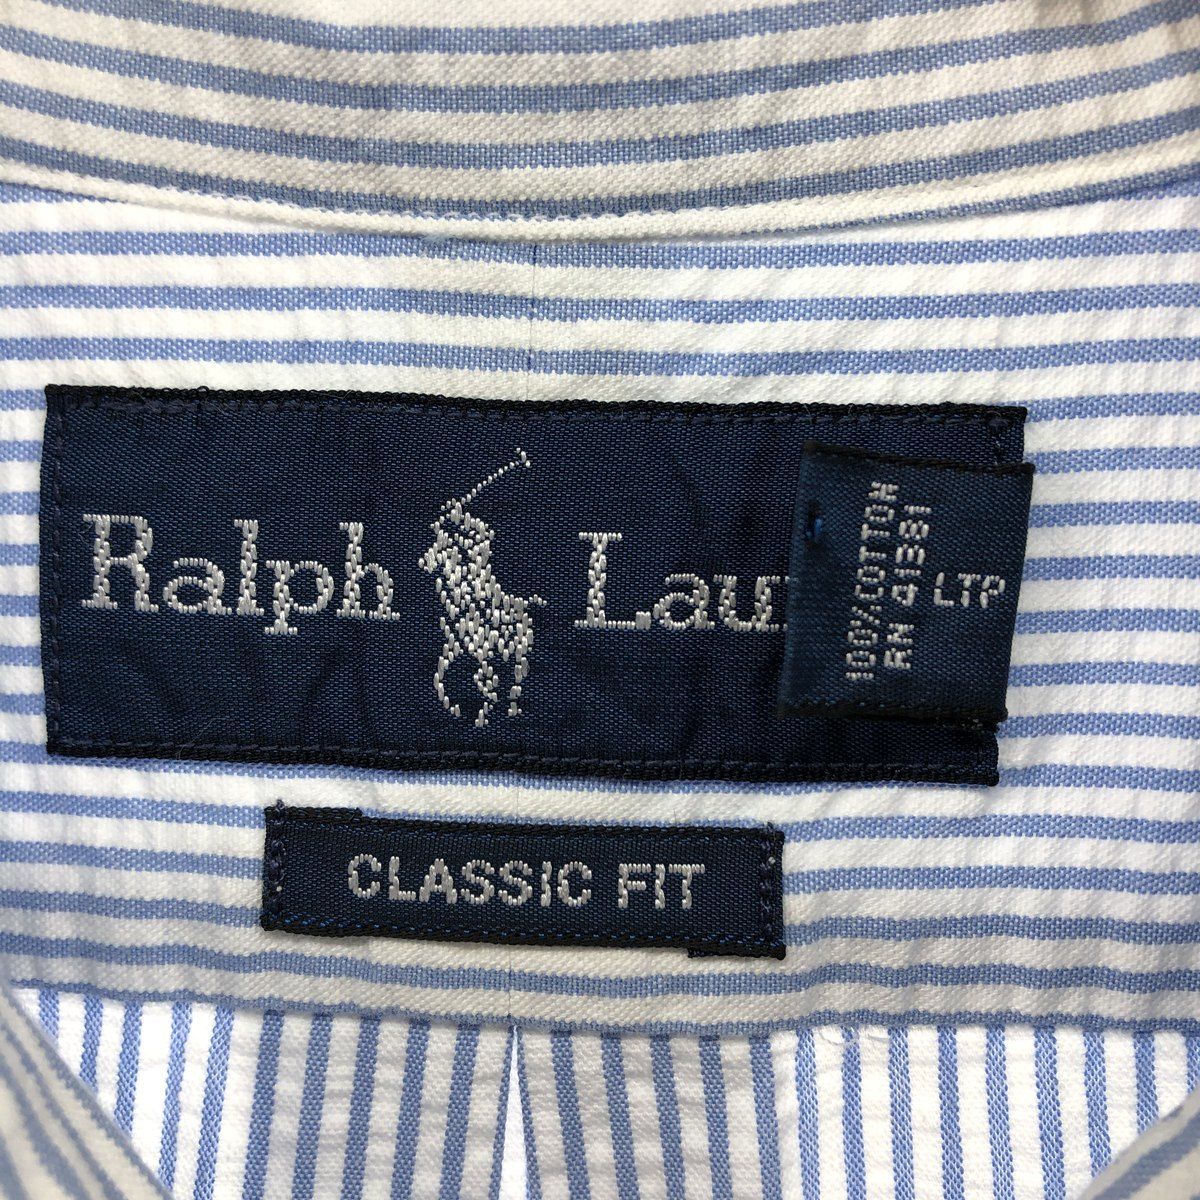 Ralph Lau
100% COTTON
RN 41381
LTP
CLASSIC FIT